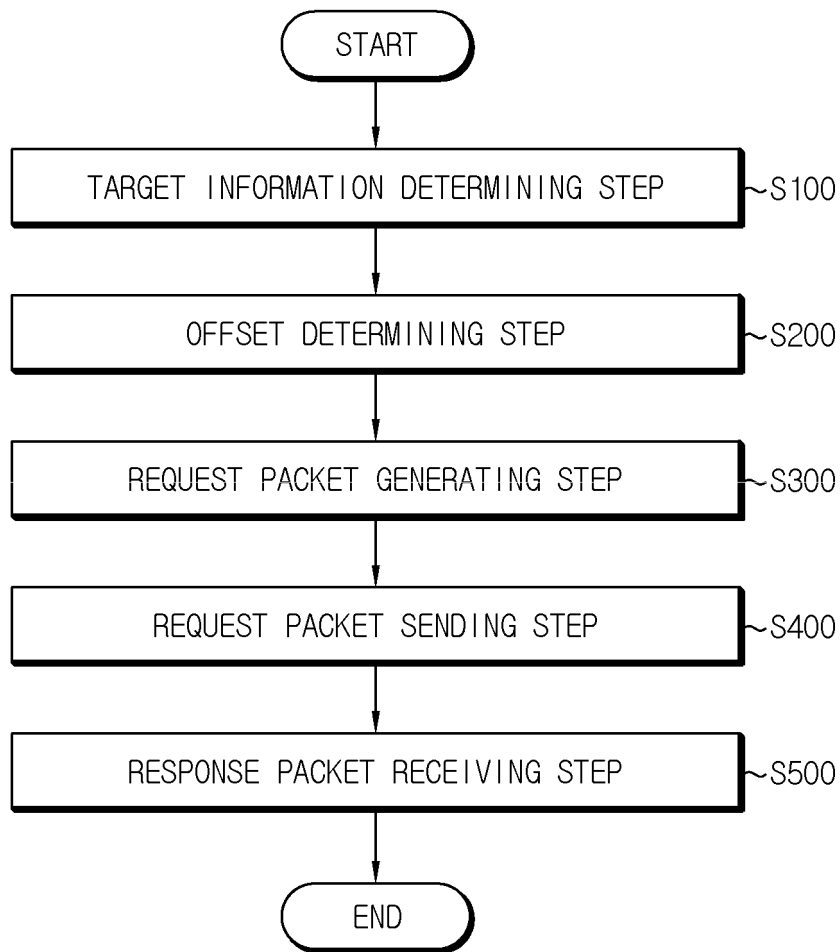 START
TARGET INFORMATION DETERMINING STEP
S100
OFFSET DETERMINING STEP
S200
REQUEST PACKET GENERATING STEP
S300
REQUEST PACKET SENDING STEP
S400
RESPONSE PACKET RECEIVING STEP
S500
END